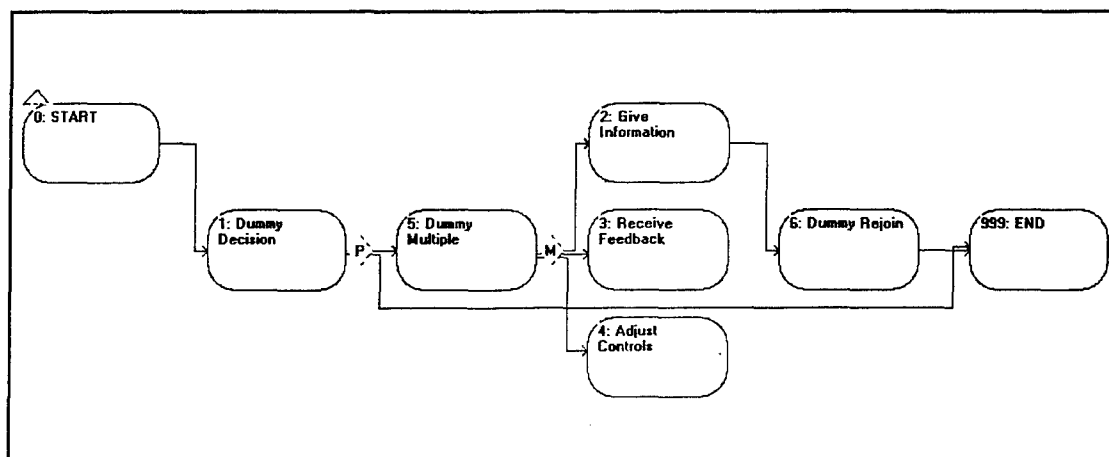 0: START
2: Give
Information
1: Dummy
Decision
P
5: Dummy
Multiple
M
3: Receive
Feedback
6: Dummy Rejoin
999: END
4: Adjust
Controls